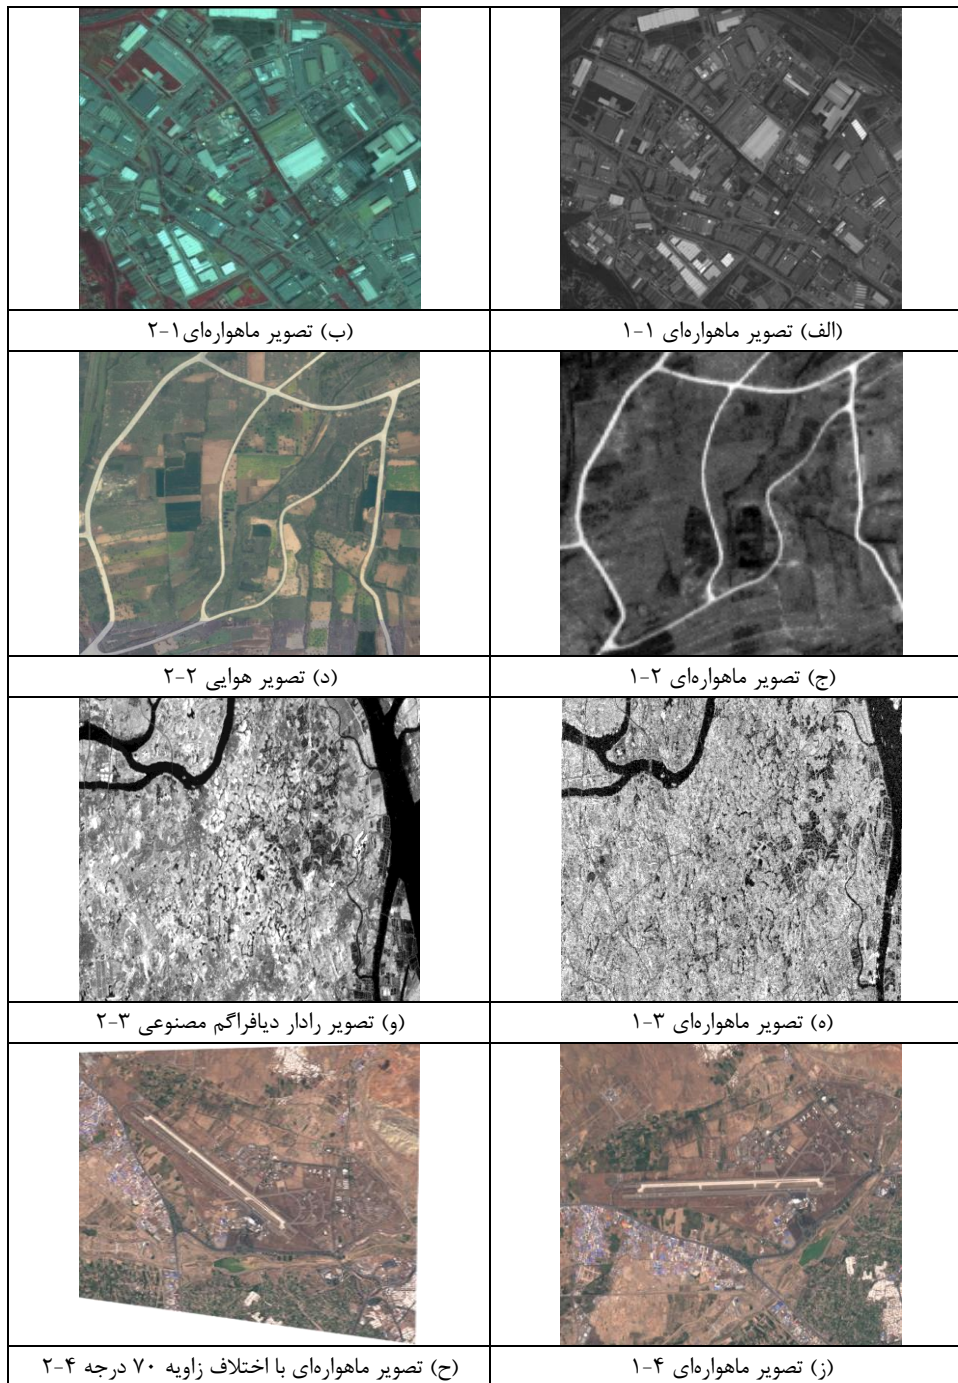 (الف) تصویر ماهواره‌ای ۱-۱
(ب) تصویر ماهواره‌ای۱-۲
(ج) تصویر ماهواره‌ای ۲-۱
(د) تصویر هوایی ۲-۲
(ه) تصویر ماهواره‌ای ۳-۱
(و) تصویر رادار دیافراگم مصنوعی ۳-۲
(ز) تصویر ماهواره‌ای ۴-۱
(ح) تصویر ماهواره‌ای با اختلاف زاویه ۷۰ درجه ۴-۲